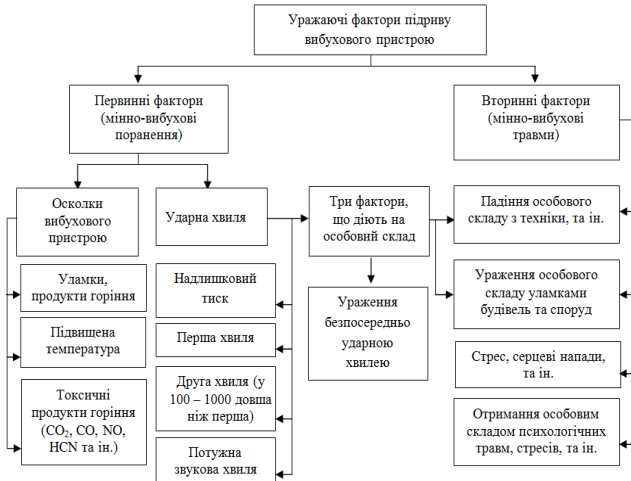 Уражаючі фактори підриву
вибухового пристрою
Первинні фактори
(мінно-вибухові
поранення)
Вторинні фактори
(мінно-вибухові
травми)
Осколки
вибухового
пристрою
Ударна хвиля
Три фактори,
що діють на
особовий склад
Падіння особового
складу з техніки, та ін.
Уламки,
продукти горіння
Надлишковий
тиск
Ураження
безпосередньо
ударною
хвилею
Ураження особового
складу уламками
будівель та споруд
Підвищена
температура
Перша хвиля
Стрес, серцеві напади,
та ін.
Токсичні
продукти горіння
(CO₂, CO, NO,
HCN та ін.)
Друга хвиля (у
100 – 1000 довша
ніж перша)
Отримання особовим
складом психологічних
травм, стресів, та ін.
Потужна
звукова хвиля